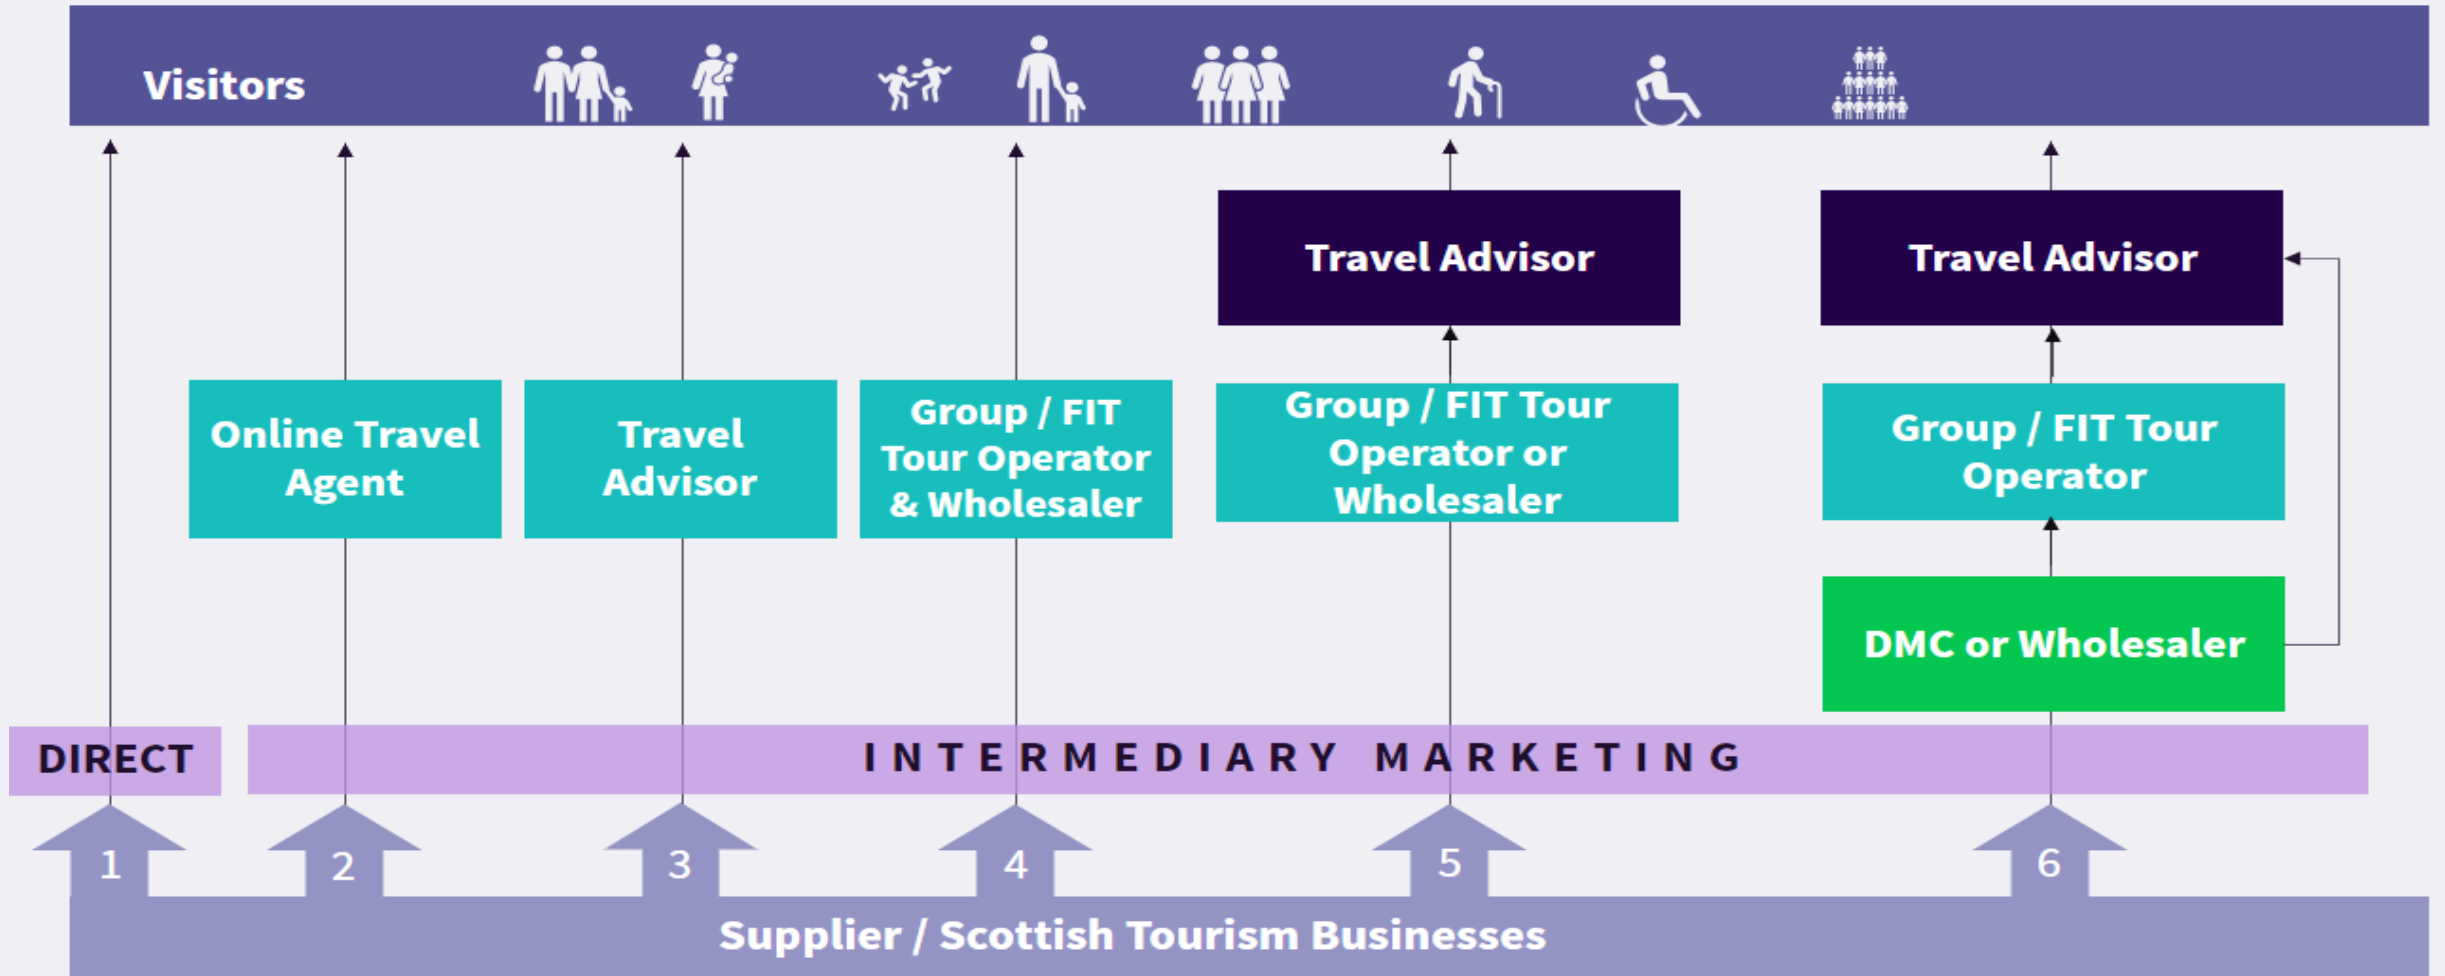 Visitors
Travel Advisor
Travel Advisor
Online Travel
Agent
Travel
Advisor
Group / FIT
Tour Operator
& Wholesaler
Group / FIT Tour
Operator or
Wholesaler
Group / FIT Tour
Operator
DMC or Wholesaler
DIRECT
INTERMEDIARY MARKETING
1
2
3
4
5
6
Supplier / Scottish Tourism Businesses